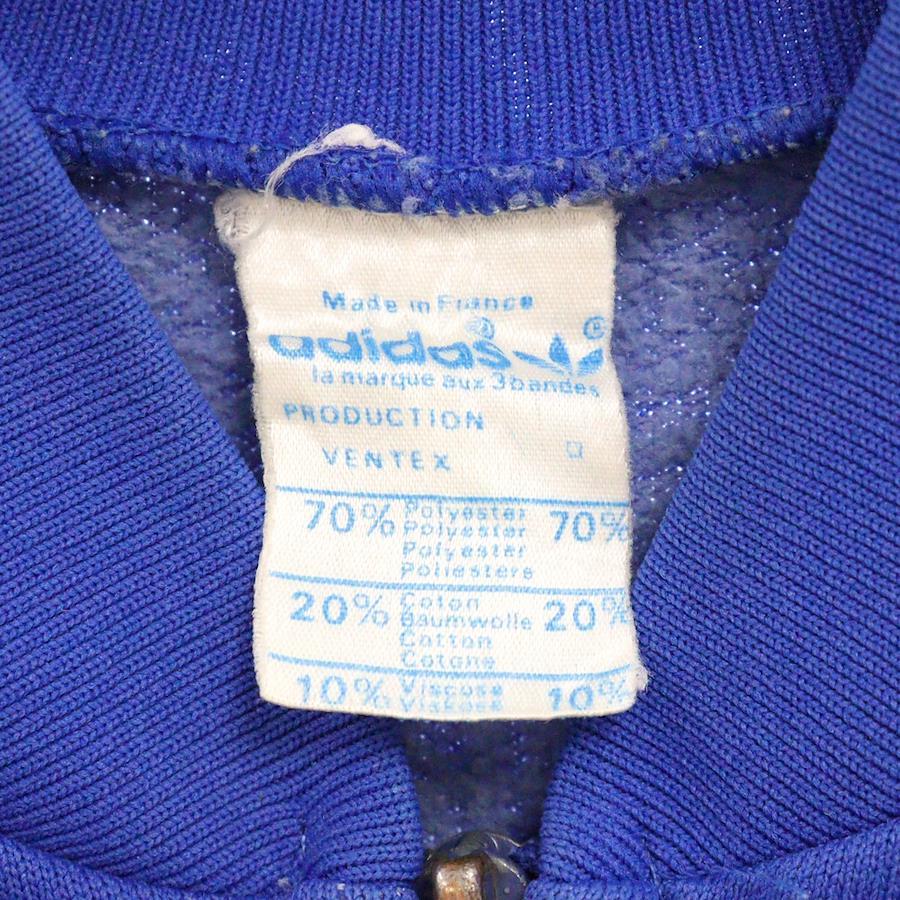 Made in France
adidas ®
la marque aux 3 bandes
PRODUCTION
VENTEX
70% Polyester 70%
Polyester
Polyester
Poliestere
20% Coton 20%
Baumwolle
Cotton
Cotone
10% Viscose 10%
Viskose